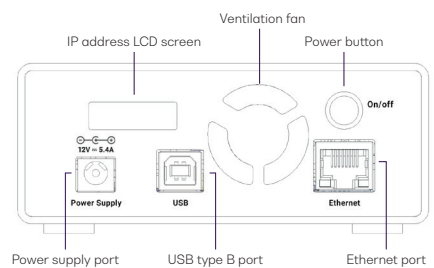 Ventilation fan
IP address LCD screen
Power button
On/off
12V ⎓ 5.4A
Power Supply
USB
Ethernet
Power supply port
USB type B port
Ethernet port